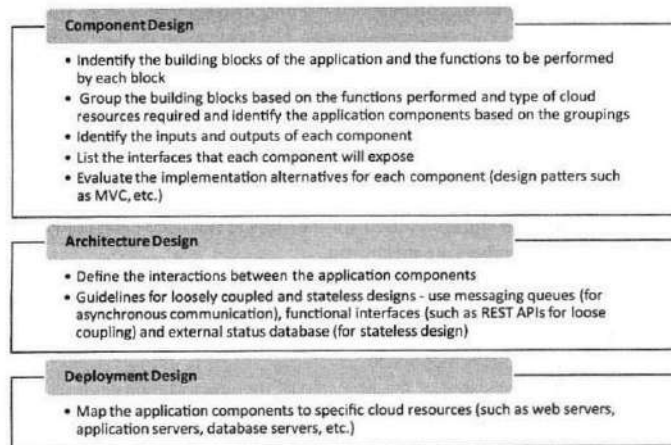 Component Design
• Indentify the building blocks of the application and the functions to be performed
by each block
• Group the building blocks based on the functions performed and type of cloud
resources required and identify the application components based on the groupings
• Identify the inputs and outputs of each component
• List the interfaces that each component will expose
• Evaluate the implementation alternatives for each component (design patters such
as MVC, etc.)
Architecture Design
• Define the interactions between the application components
• Guidelines for loosely coupled and stateless designs - use messaging queues (for
asynchronous communication), functional interfaces (such as REST APIs for loose
coupling) and external status database (for stateless design)
Deployment Design
• Map the application components to specific cloud resources (such as web servers,
application servers, database servers, etc.)